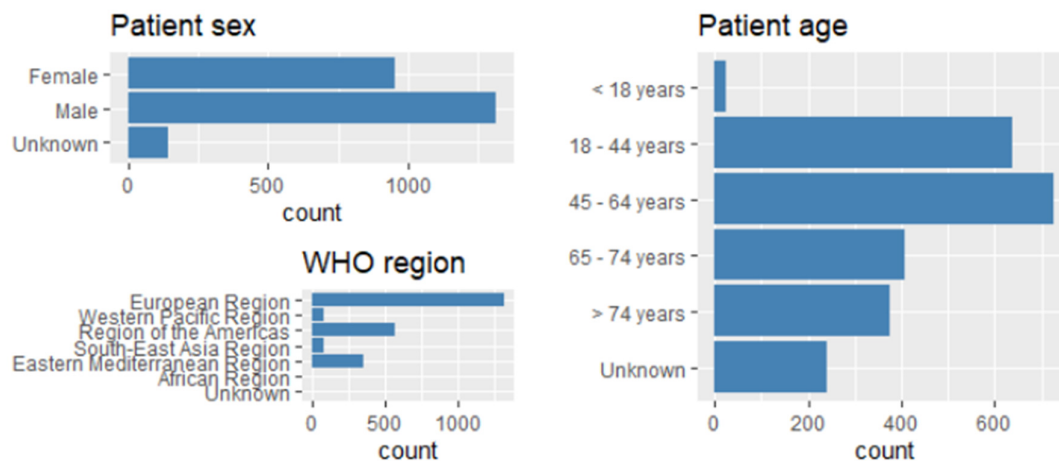 Patient sex
Female
Male
Unknown
0 500 1000
count
WHO region
European Region
Western Pacific Region
Region of the Americas
South-East Asia Region
Eastern Mediterranean Region
African Region
Unknown
0 500 1000
count
Patient age
< 18 years
18 - 44 years
45 - 64 years
65 - 74 years
> 74 years
Unknown
0 200 400 600
count